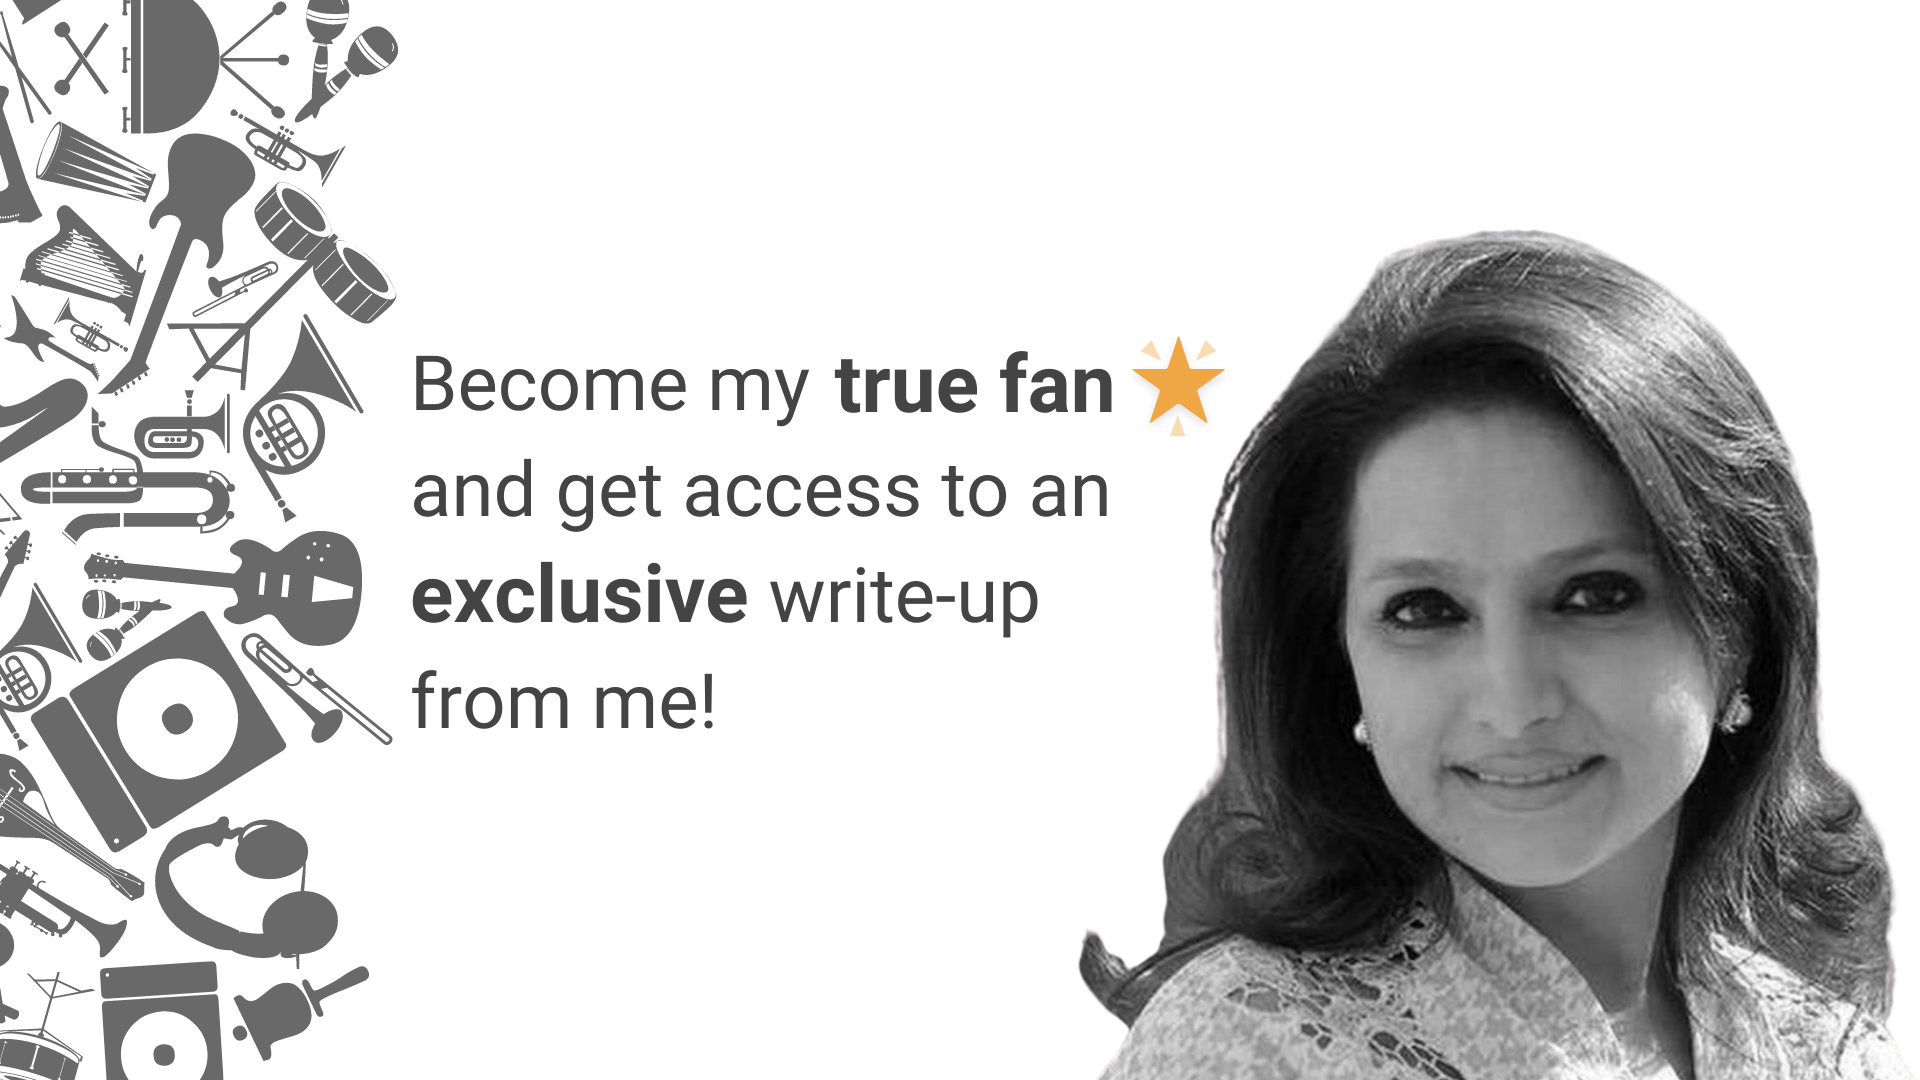 Become my true fan
and get access to an
exclusive write-up
from me!